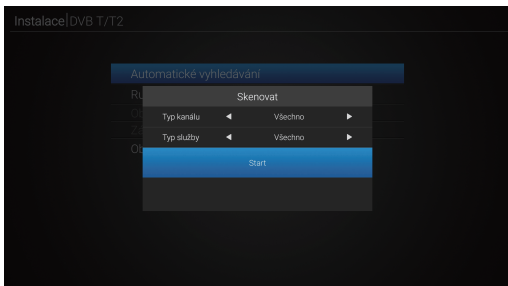 Instalace|DVB T/T2
Automatické vyhledávání
Skenovat
Typ kanálu ◀ Všechno ▶
Typ služby ◀ Všechno ▶
Start